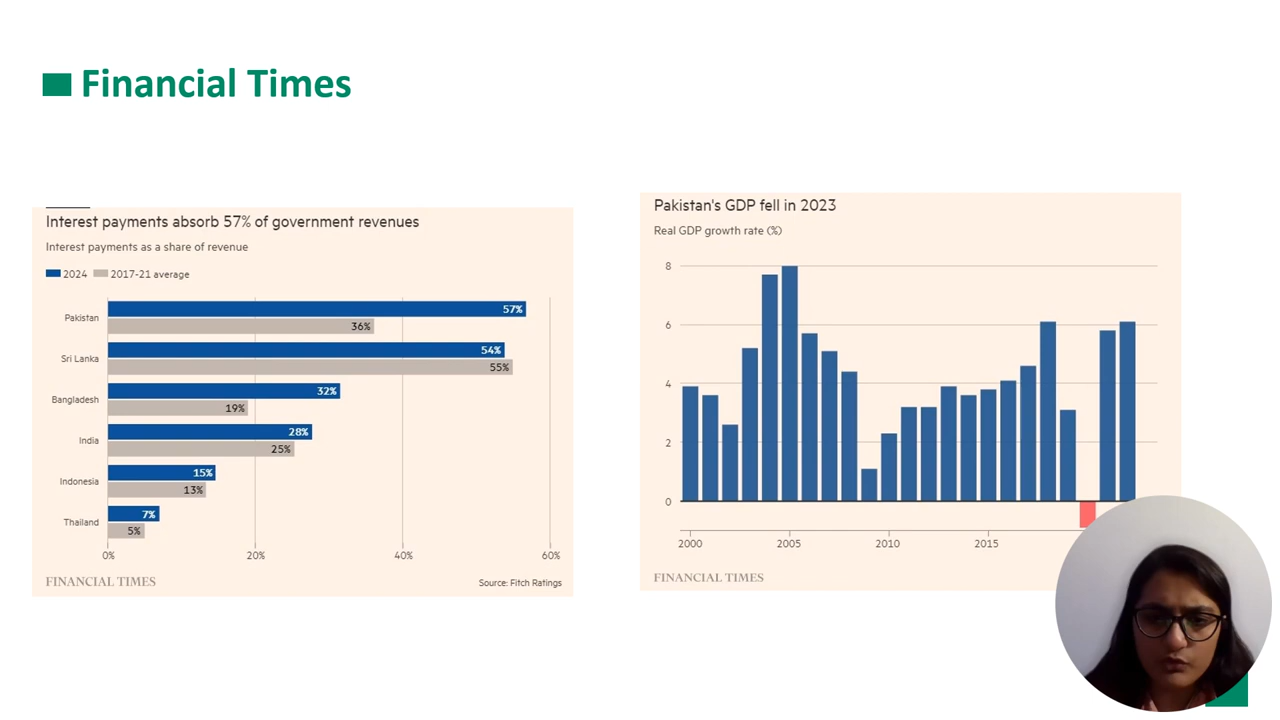 Financial Times
Interest payments absorb 57% of government revenues
Interest payments as a share of revenue
2024 2017-21 average
Pakistan 57%
36%
Sri Lanka 54%
55%
Bangladesh 32%
19%
India 28%
25%
Indonesia 15%
13%
Thailand 7%
5%
0% 20% 40% 60%
FINANCIAL TIMES Source: Fitch Ratings
Pakistan's GDP fell in 2023
Real GDP growth rate (%)
8
6
4
2
0
2000 2005 2010 2015
FINANCIAL TIMES